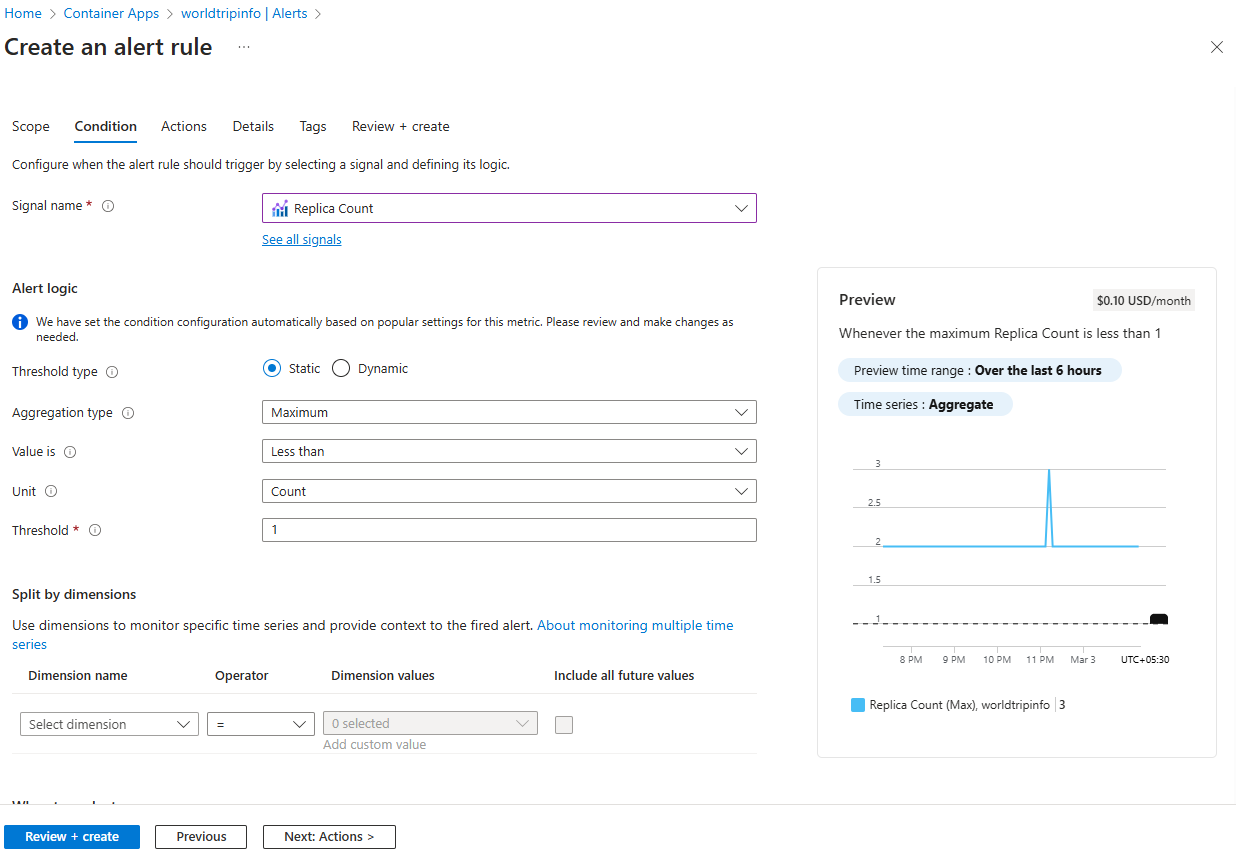 Home > Container Apps > worldtripinfo | Alerts >
Create an alert rule ...
Scope Condition Actions Details Tags Review + create
Configure when the alert rule should trigger by selecting a signal and defining its logic.
Signal name *
Replica Count
See all signals
Alert logic
We have set the condition configuration automatically based on popular settings for this metric. Please review and make changes as
needed.
Threshold type
Static Dynamic
Aggregation type
Maximum
Value is
Less than
Unit
Count
Threshold *
1
Split by dimensions
Use dimensions to monitor specific time series and provide context to the fired alert. About monitoring multiple time
series
Dimension name Operator Dimension values Include all future values
Select dimension = 0 selected
Add custom value
Preview $0.10 USD/month
Whenever the maximum Replica Count is less than 1
Preview time range : Over the last 6 hours
Time series : Aggregate
3
2.5
2
1.5
1
8 PM 9 PM 10 PM 11 PM Mar 3 UTC+05:30
Replica Count (Max), worldtripinfo | 3
Review + create Previous Next: Actions >